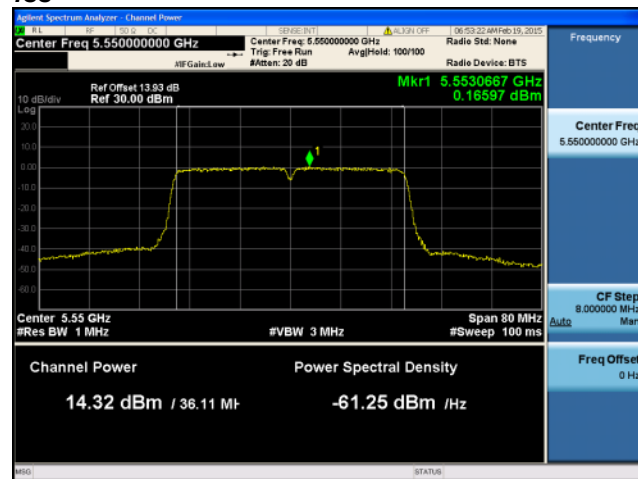 Agilent Spectrum Analyzer - Channel Power
RL RF 50 Ω DC SENSE:INT ALIGN OFF 06:53:22 AM Feb 19, 2015
Center Freq 5.550000000 GHz
Center Freq: 5.550000000 GHz
Radio Std: None
Trig: Free Run Avg|Hold: 100/100
#IFGain:Low #Atten: 20 dB Radio Device: BTS
Mkr1 5.5530667 GHz
0.16597 dBm
Ref Offset 13.93 dB
10 dB/div Ref 30.00 dBm
Log
20.0
10.0
0.00
-10.0
-20.0
-30.0
-40.0
-50.0
-60.0
1
Center 5.55 GHz Span 80 MHz
#Res BW 1 MHz #VBW 3 MHz #Sweep 100 ms
Channel Power Power Spectral Density
14.32 dBm / 36.11 MH -61.25 dBm /Hz
MSG STATUS
Frequency
Center Freq
5.550000000 GHz
CF Step
8.000000 MHz
Auto Man
Freq Offset
0 Hz